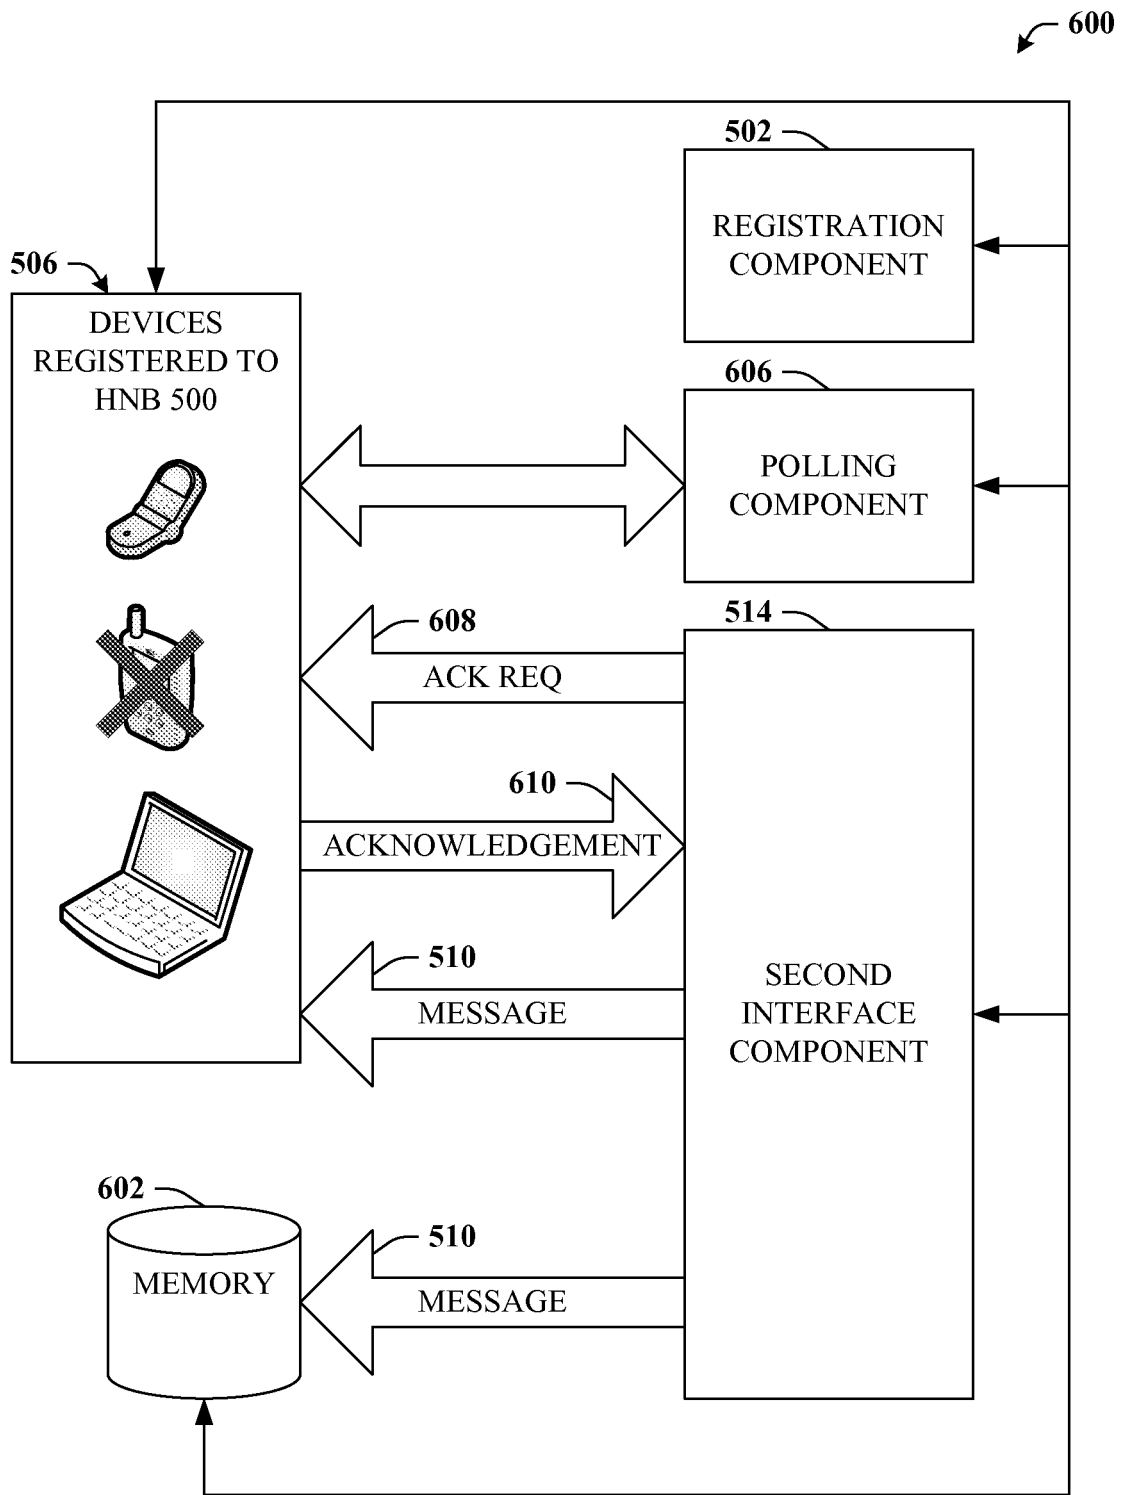 600
502
REGISTRATION
COMPONENT
506
DEVICES
REGISTERED TO
HNB 500
606
POLLING
COMPONENT
514
608
ACK REQ
610
ACKNOWLEDGEMENT
510
MESSAGE
SECOND
INTERFACE
COMPONENT
602
MEMORY
510
MESSAGE